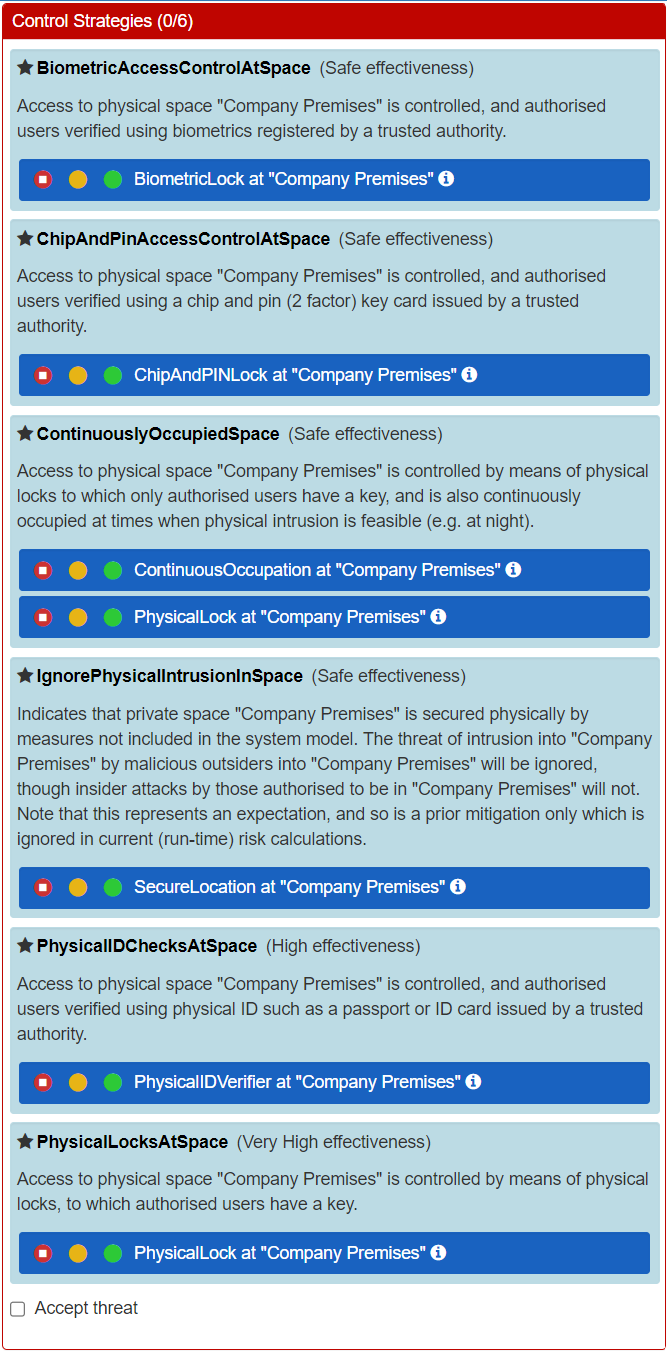 Control Strategies (0/6)
BiometricAccessControlAtSpace (Safe effectiveness)
Access to physical space "Company Premises" is controlled, and authorised
users verified using biometrics registered by a trusted authority.
BiometricLock at "Company Premises"
ChipAndPinAccessControlAtSpace (Safe effectiveness)
Access to physical space "Company Premises" is controlled, and authorised
users verified using a chip and pin (2 factor) key card issued by a trusted
authority.
ChipAndPINLock at "Company Premises"
ContinuouslyOccupiedSpace (Safe effectiveness)
Access to physical space "Company Premises" is controlled by means of physical
locks to which only authorised users have a key, and is also continuously
occupied at times when physical intrusion is feasible (e.g. at night).
ContinuousOccupation at "Company Premises"
PhysicalLock at "Company Premises"
IgnorePhysicalIntrusionInSpace (Safe effectiveness)
Indicates that private space "Company Premises" is secured physically by
measures not included in the system model. The threat of intrusion into "Company
Premises" by malicious outsiders into "Company Premises" will be ignored,
though insider attacks by those authorised to be in "Company Premises" will not.
Note that this represents an expectation, and so is a prior mitigation only which is
ignored in current (run-time) risk calculations.
SecureLocation at "Company Premises"
PhysicalIDChecksAtSpace (High effectiveness)
Access to physical space "Company Premises" is controlled, and authorised
users verified using physical ID such as a passport or ID card issued by a trusted
authority.
PhysicalIDVerifier at "Company Premises"
PhysicalLocksAtSpace (Very High effectiveness)
Access to physical space "Company Premises" is controlled by means of physical
locks, to which authorised users have a key.
PhysicalLock at "Company Premises"
Accept threat